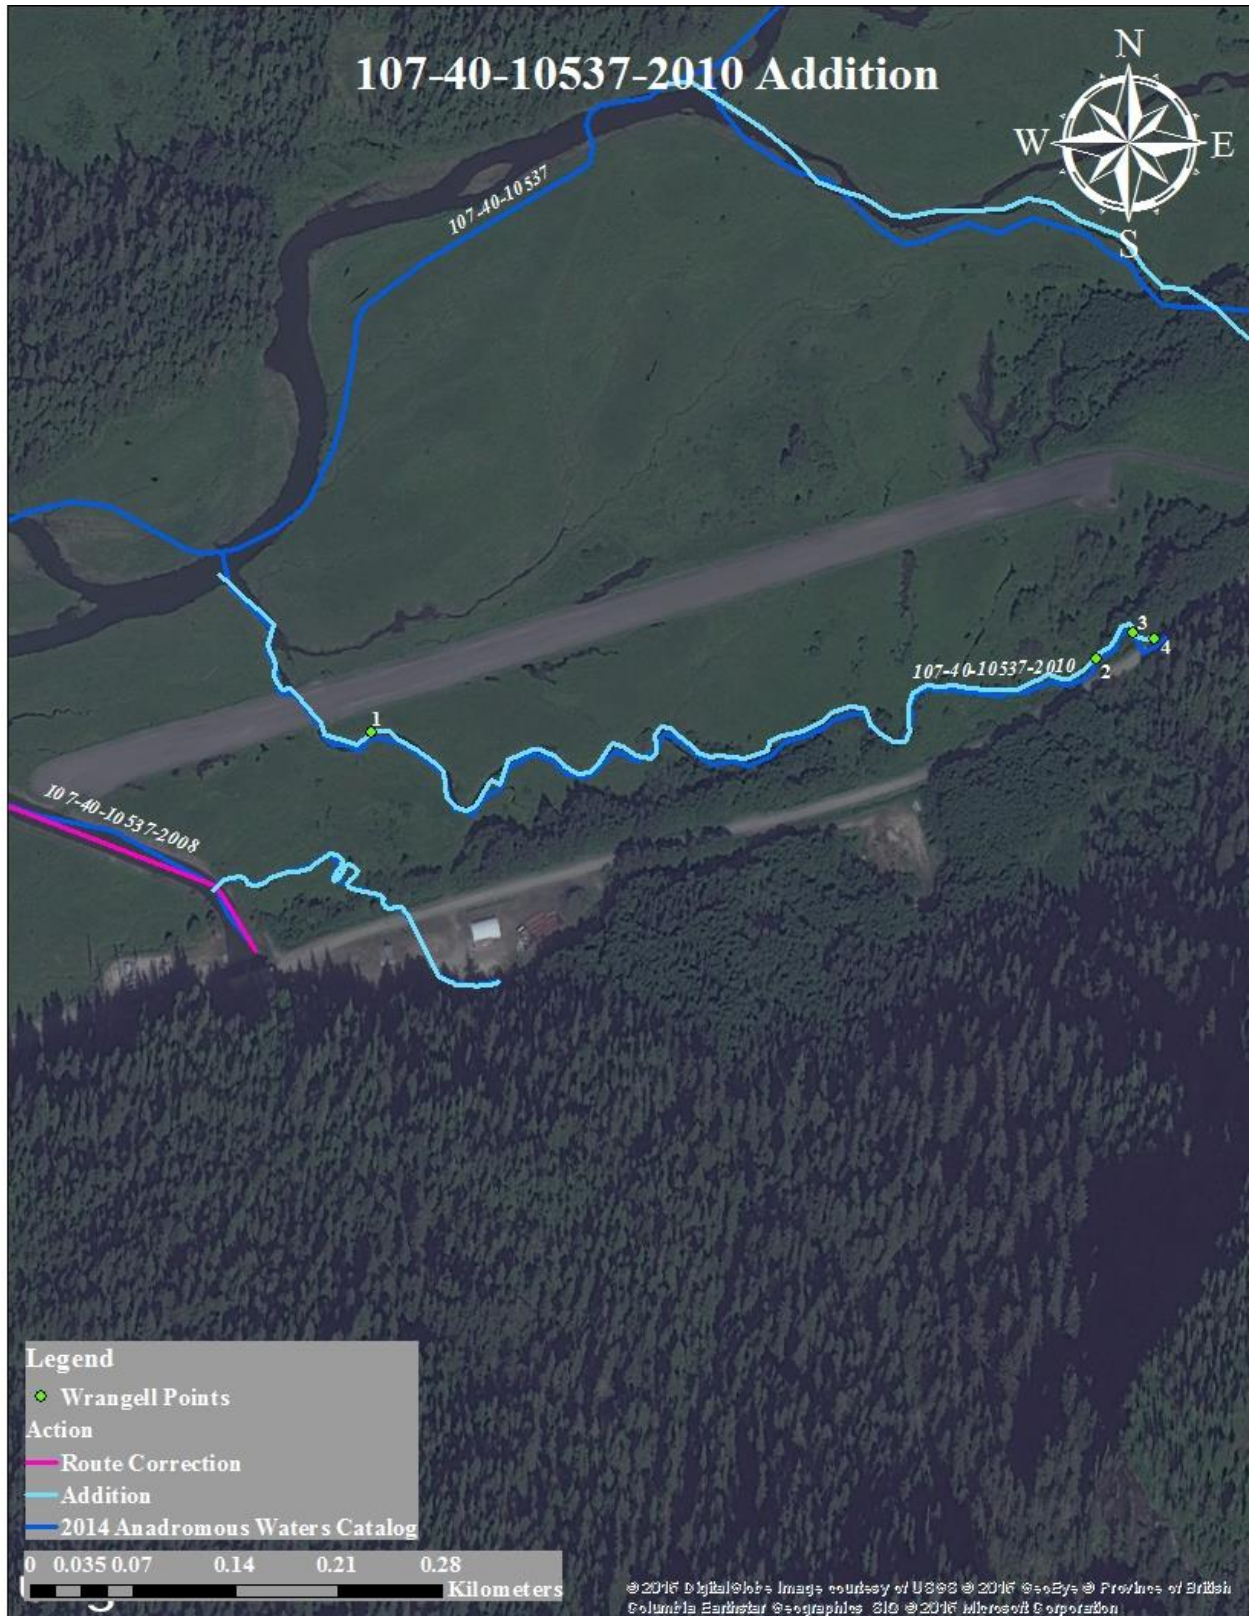 107-40-10537-2010 Addition
N
W E
S
107-40-10537
3
4
2
107-40-10537-2010
1
107-40-10537-2008
Legend
Wrangell Points
Action
Route Correction
Addition
2014 Anadromous Waters Catalog
0 0.035 0.07 0.14 0.21 0.28
Kilometers
© 2016 DigitalGlobe Image courtesy of USGS © 2016 GeoEye © Province of British
Columbia Earthstar Geographics SIO © 2016 Microsoft Corporation